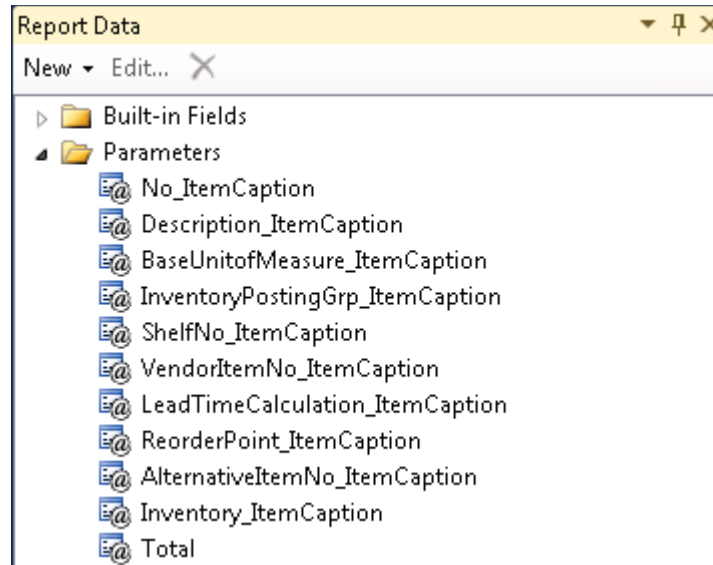 Report Data
New Edit...
Built-in Fields
Parameters
No_ItemCaption
Description_ItemCaption
BaseUnitofMeasure_ItemCaption
InventoryPostingGrp_ItemCaption
ShelfNo_ItemCaption
VendorItemNo_ItemCaption
LeadTimeCalculation_ItemCaption
ReorderPoint_ItemCaption
AlternativeItemNo_ItemCaption
Inventory_ItemCaption
Total